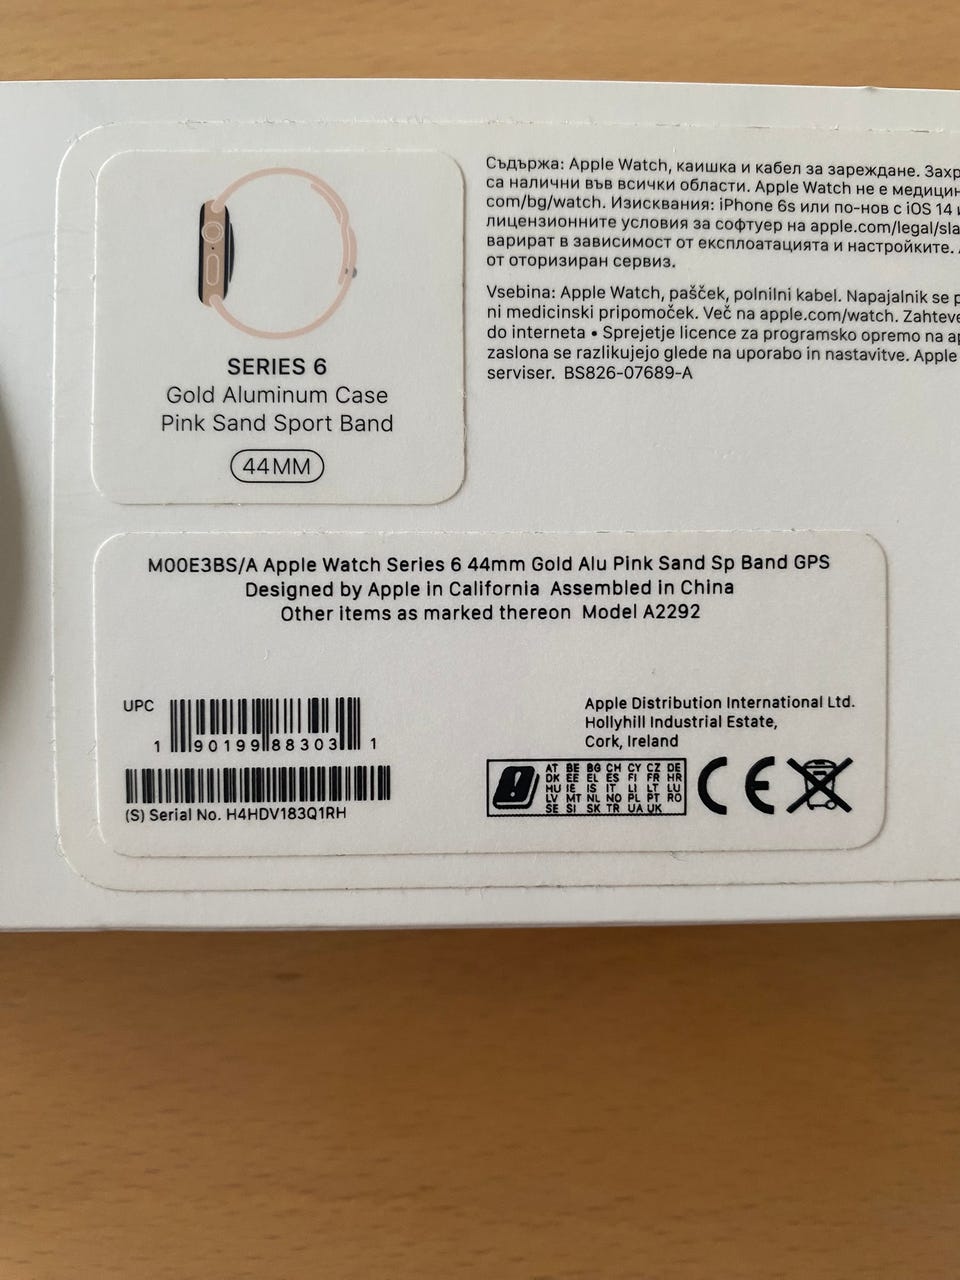 SERIES 6
Gold Aluminum Case
Pink Sand Sport Band
44MM
Съдържа: Apple Watch, каишка и кабел за зареждане.
са налични във всички области. Apple Watch не е
com/bg/watch. Изисквания: iPhone 6s или по-нов с iOS 14
лицензионните условия за софтуер на
варират в зависимост от експлоатацията и настройките.
от оторизиран сервиз.
Vsebina: Apple Watch, pašček, polnilni kabel. Napajalnik se
ni medicinski pripomoček. Več na apple.com/watch.
do interneta • Sprejetje licence za programsko opremo na
zaslona se razlikujejo glede na uporabo in nastavitve. Apple
serviser. BS826-07689-A
M00E3BS/A Apple Watch Series 6 44mm Gold Alu Pink Sand Sp Band GPS
Designed by Apple in California Assembled in China
Other items as marked thereon Model A2292
UPC
1 90199 88303 1
(S) Serial No. H4HDV183Q1RH
Apple Distribution International Ltd.
Hollyhill Industrial Estate,
Cork, Ireland
AT BE BG CH CY CZ DE
DK EE EL ES FI FR HR
HU IE IS IT LI LT LU
LV MT NL NO PL PT RO
SE SI SK TR UA UK
CE